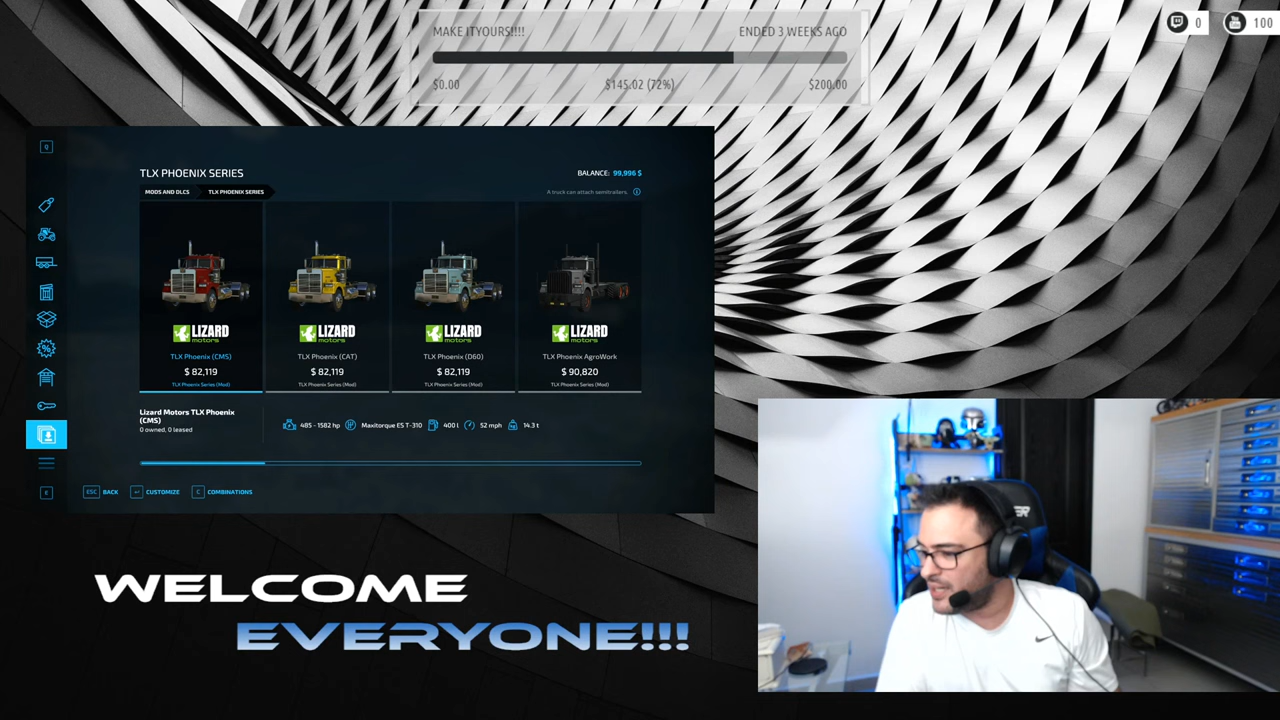 MAKE ITYOURS!!!!
ENDED 3 WEEKS AGO
$0.00
$145.02 (72%)
$200.00
0
100
TLX PHOENIX SERIES
BALANCE: 99,996 $
MODS AND DLCS
TLX PHOENIX SERIES
A truck can attach semitrailers.
LIZARD motors
LIZARD motors
LIZARD motors
LIZARD motors
TLX Phoenix (CMS)
TLX Phoenix (CAT)
TLX Phoenix (D60)
TLX Phoenix AgroWork
$ 82,119
$ 82,119
$ 82,119
$ 90,820
TLX Phoenix Series (Mod)
TLX Phoenix Series (Mod)
TLX Phoenix Series (Mod)
TLX Phoenix Series (Mod)
Lizard Motors TLX Phoenix
(CMS)
0 owned, 0 leased
485 - 1582 hp
Maxitorque ES T-310
400 l
52 mph
14.3 t
ESC BACK
CUSTOMIZE
C COMBINATIONS
E
WELCOME
EVERYONE!!!